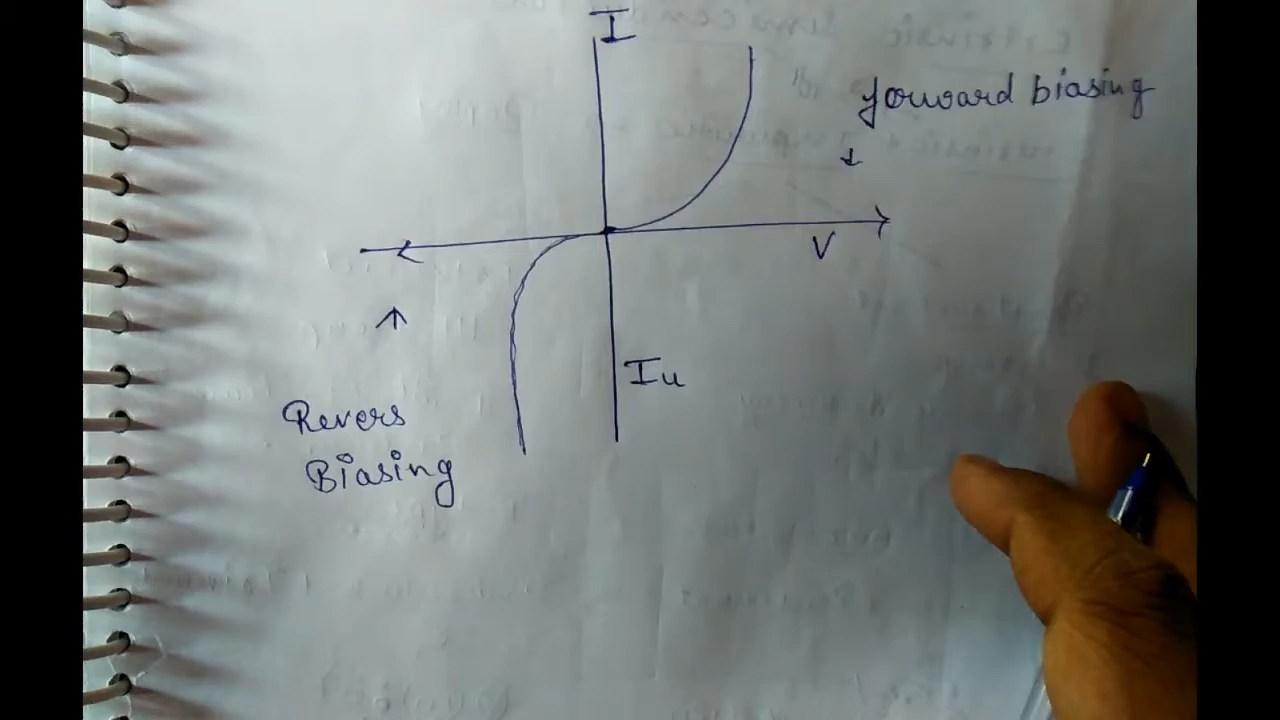 I
forward biasing
↓
V
↑
Iu
Revers
Biasing